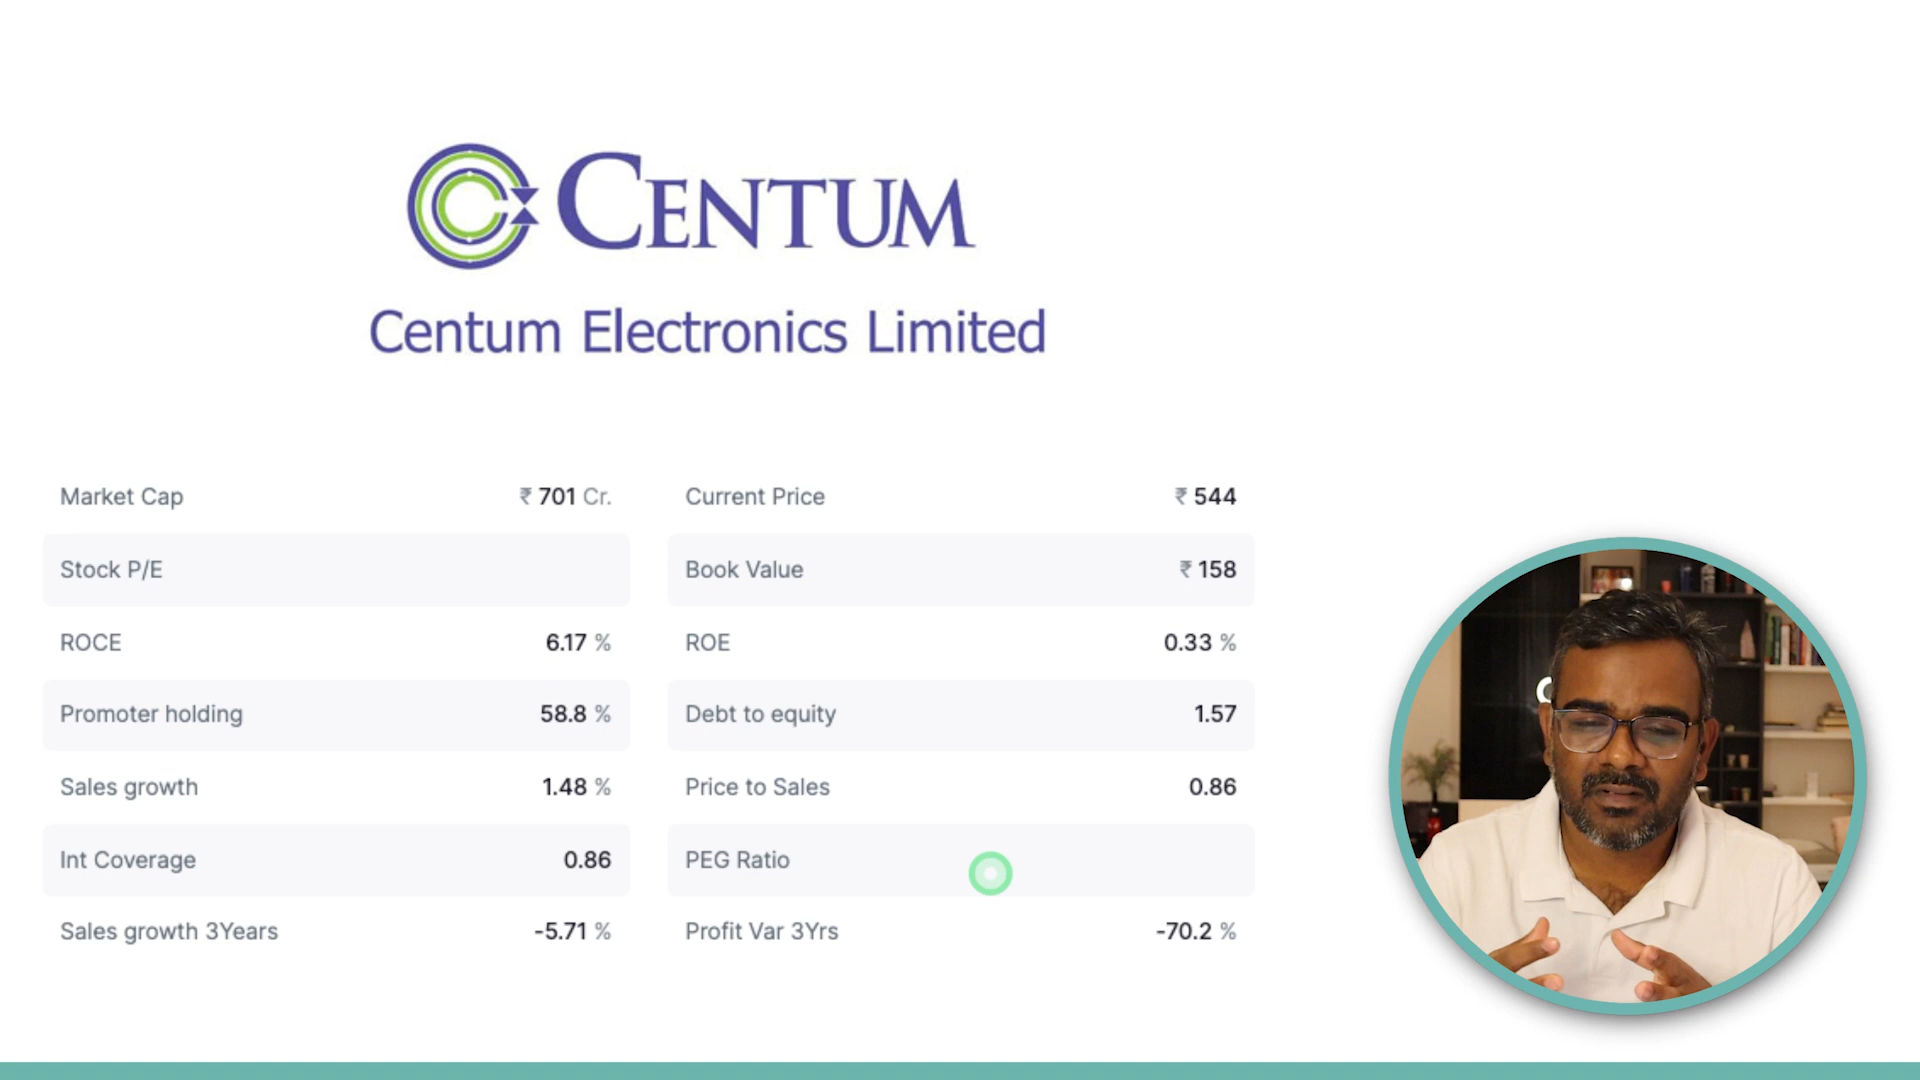 CENTUM
Centum Electronics Limited
Market Cap ₹ 701 Cr. Current Price ₹ 544
Stock P/E Book Value ₹ 158
ROCE 6.17 % ROE 0.33 %
Promoter holding 58.8 % Debt to equity 1.57
Sales growth 1.48 % Price to Sales 0.86
Int Coverage 0.86 PEG Ratio
Sales growth 3Years -5.71 % Profit Var 3Yrs -70.2 %